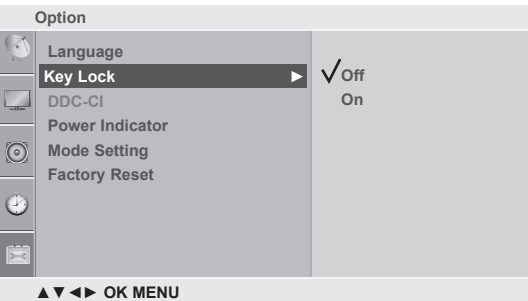 Option
Language
Key Lock ►
DDC-CI
Power Indicator
Mode Setting
Factory Reset
✓Off
On
▲▼◄► OK MENU